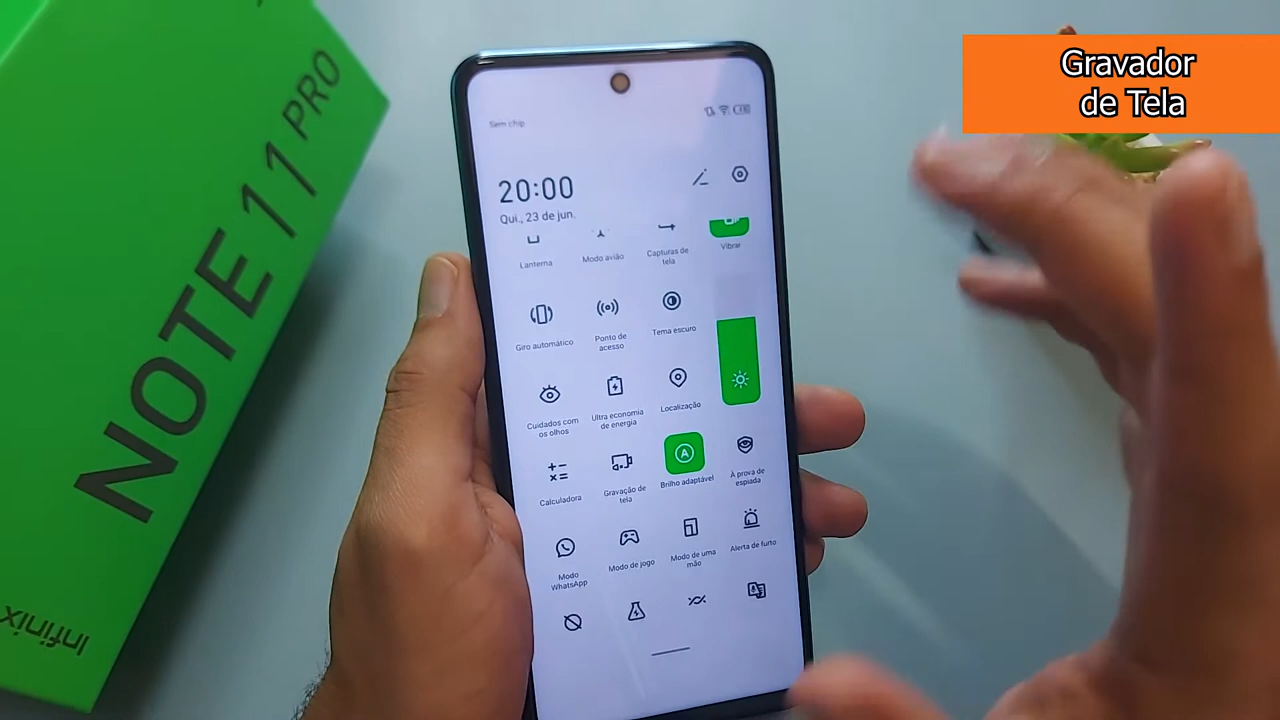 Gravador
de Tela
NOTE 11 PRO
Infinix
Sem chip
20:00
Qui., 23 de jun.
Lanterna
Modo avião
Capturas de
tela
Vibrar
Giro automático
Ponto de
acesso
Tema escuro
Cuidados com
os olhos
Ultra economia
de energia
Localização
Calculadora
Gravação de
tela
Brilho adaptável
À prova de
espiada
Modo
WhatsApp
Modo de jogo
Modo de uma
mão
Alerta de furto